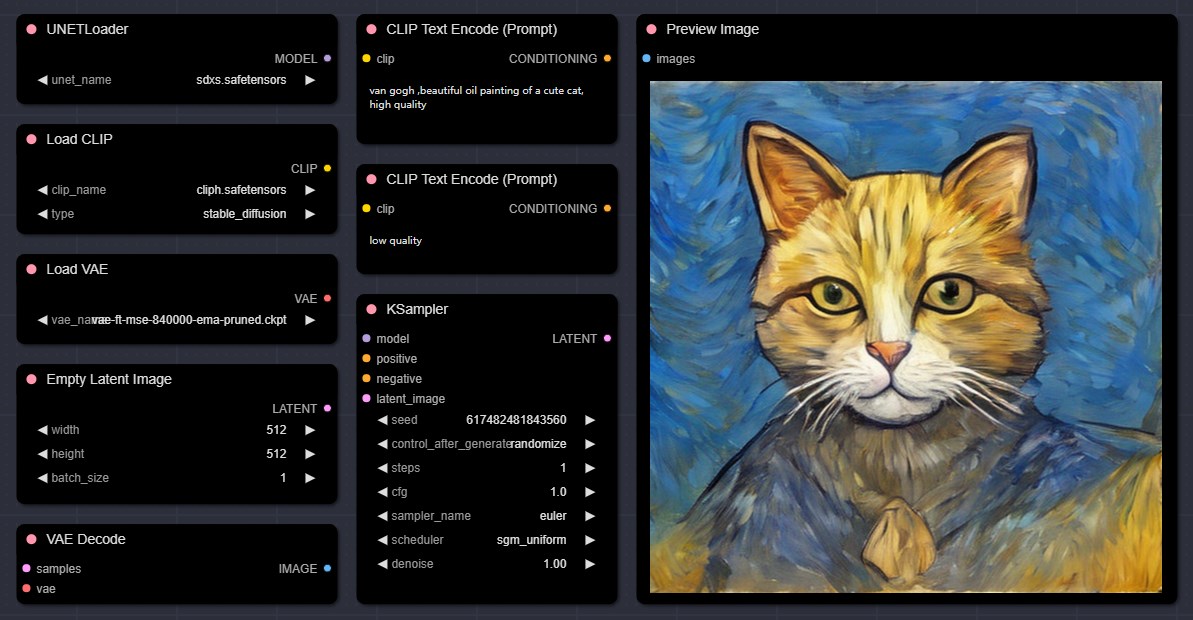 UNETLoader
MODEL
unet_name sdxs.safetensors
Load CLIP
CLIP
clip_name cliph.safetensors
type stable_diffusion
Load VAE
VAE
vae-ft-mse-840000-ema-pruned.ckpt
Empty Latent Image
LATENT
width 512
height 512
batch_size 1
VAE Decode
samples IMAGE
vae
CLIP Text Encode (Prompt)
clip CONDITIONING
van gogh ,beautiful oil painting of a cute cat,
high quality
CLIP Text Encode (Prompt)
clip CONDITIONING
low quality
KSampler
model LATENT
positive
negative
latent_image
seed 617482481843560
control_after_generate randomize
steps 1
cfg 1.0
sampler_name euler
scheduler sgm_uniform
denoise 1.00
Preview Image
images